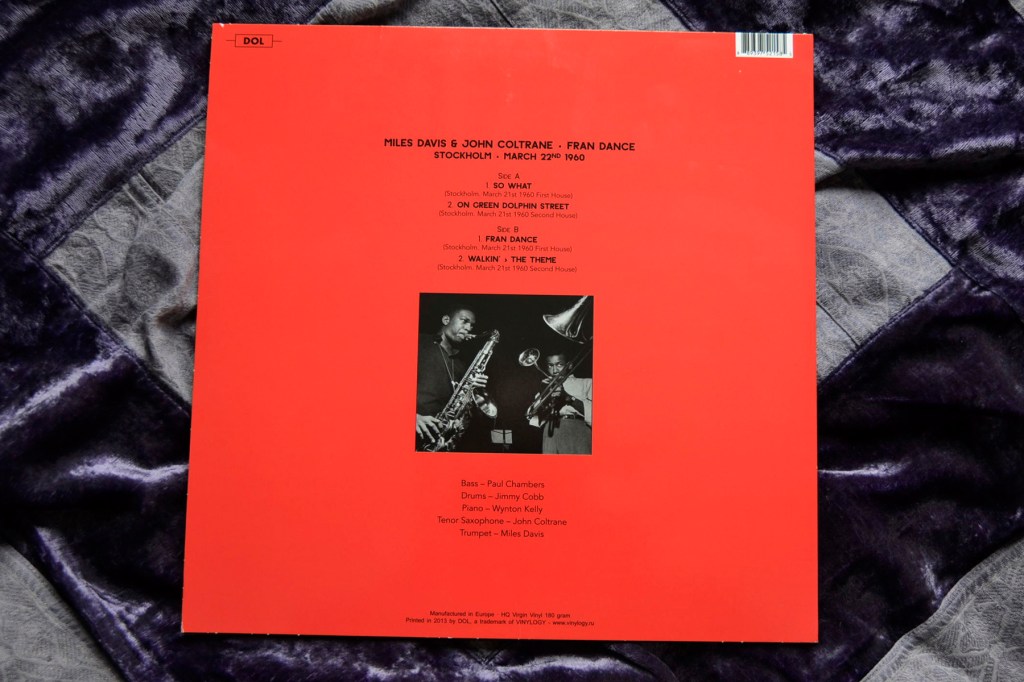 DOL
MILES DAVIS & JOHN COLTRANE • FRAN DANCE
STOCKHOLM • MARCH 22ND 1960
SIDE A
1. SO WHAT
(Stockholm. March 21st 1960 First House)
2. ON GREEN DOLPHIN STREET
(Stockholm. March 21st 1960 Second House)
SIDE B
1. FRAN DANCE
(Stockholm. March 21st 1960 First House)
2. WALKIN' > THE THEME
(Stockholm. March 21st 1960 Second House)
Bass – Paul Chambers
Drums – Jimmy Cobb
Piano – Wynton Kelly
Tenor Saxophone – John Coltrane
Trumpet – Miles Davis
Manufactured in Europe · HQ Virgin Vinyl 180 gram
Printed in 2013 by DOL, a trademark of VINYLOGY - www.vinylogy.ru